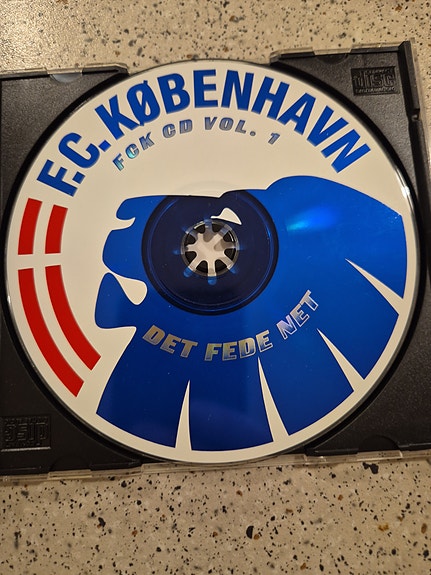 F.C. KØBENHAVN
FCK CD VOL. 1
DET FEDE NET